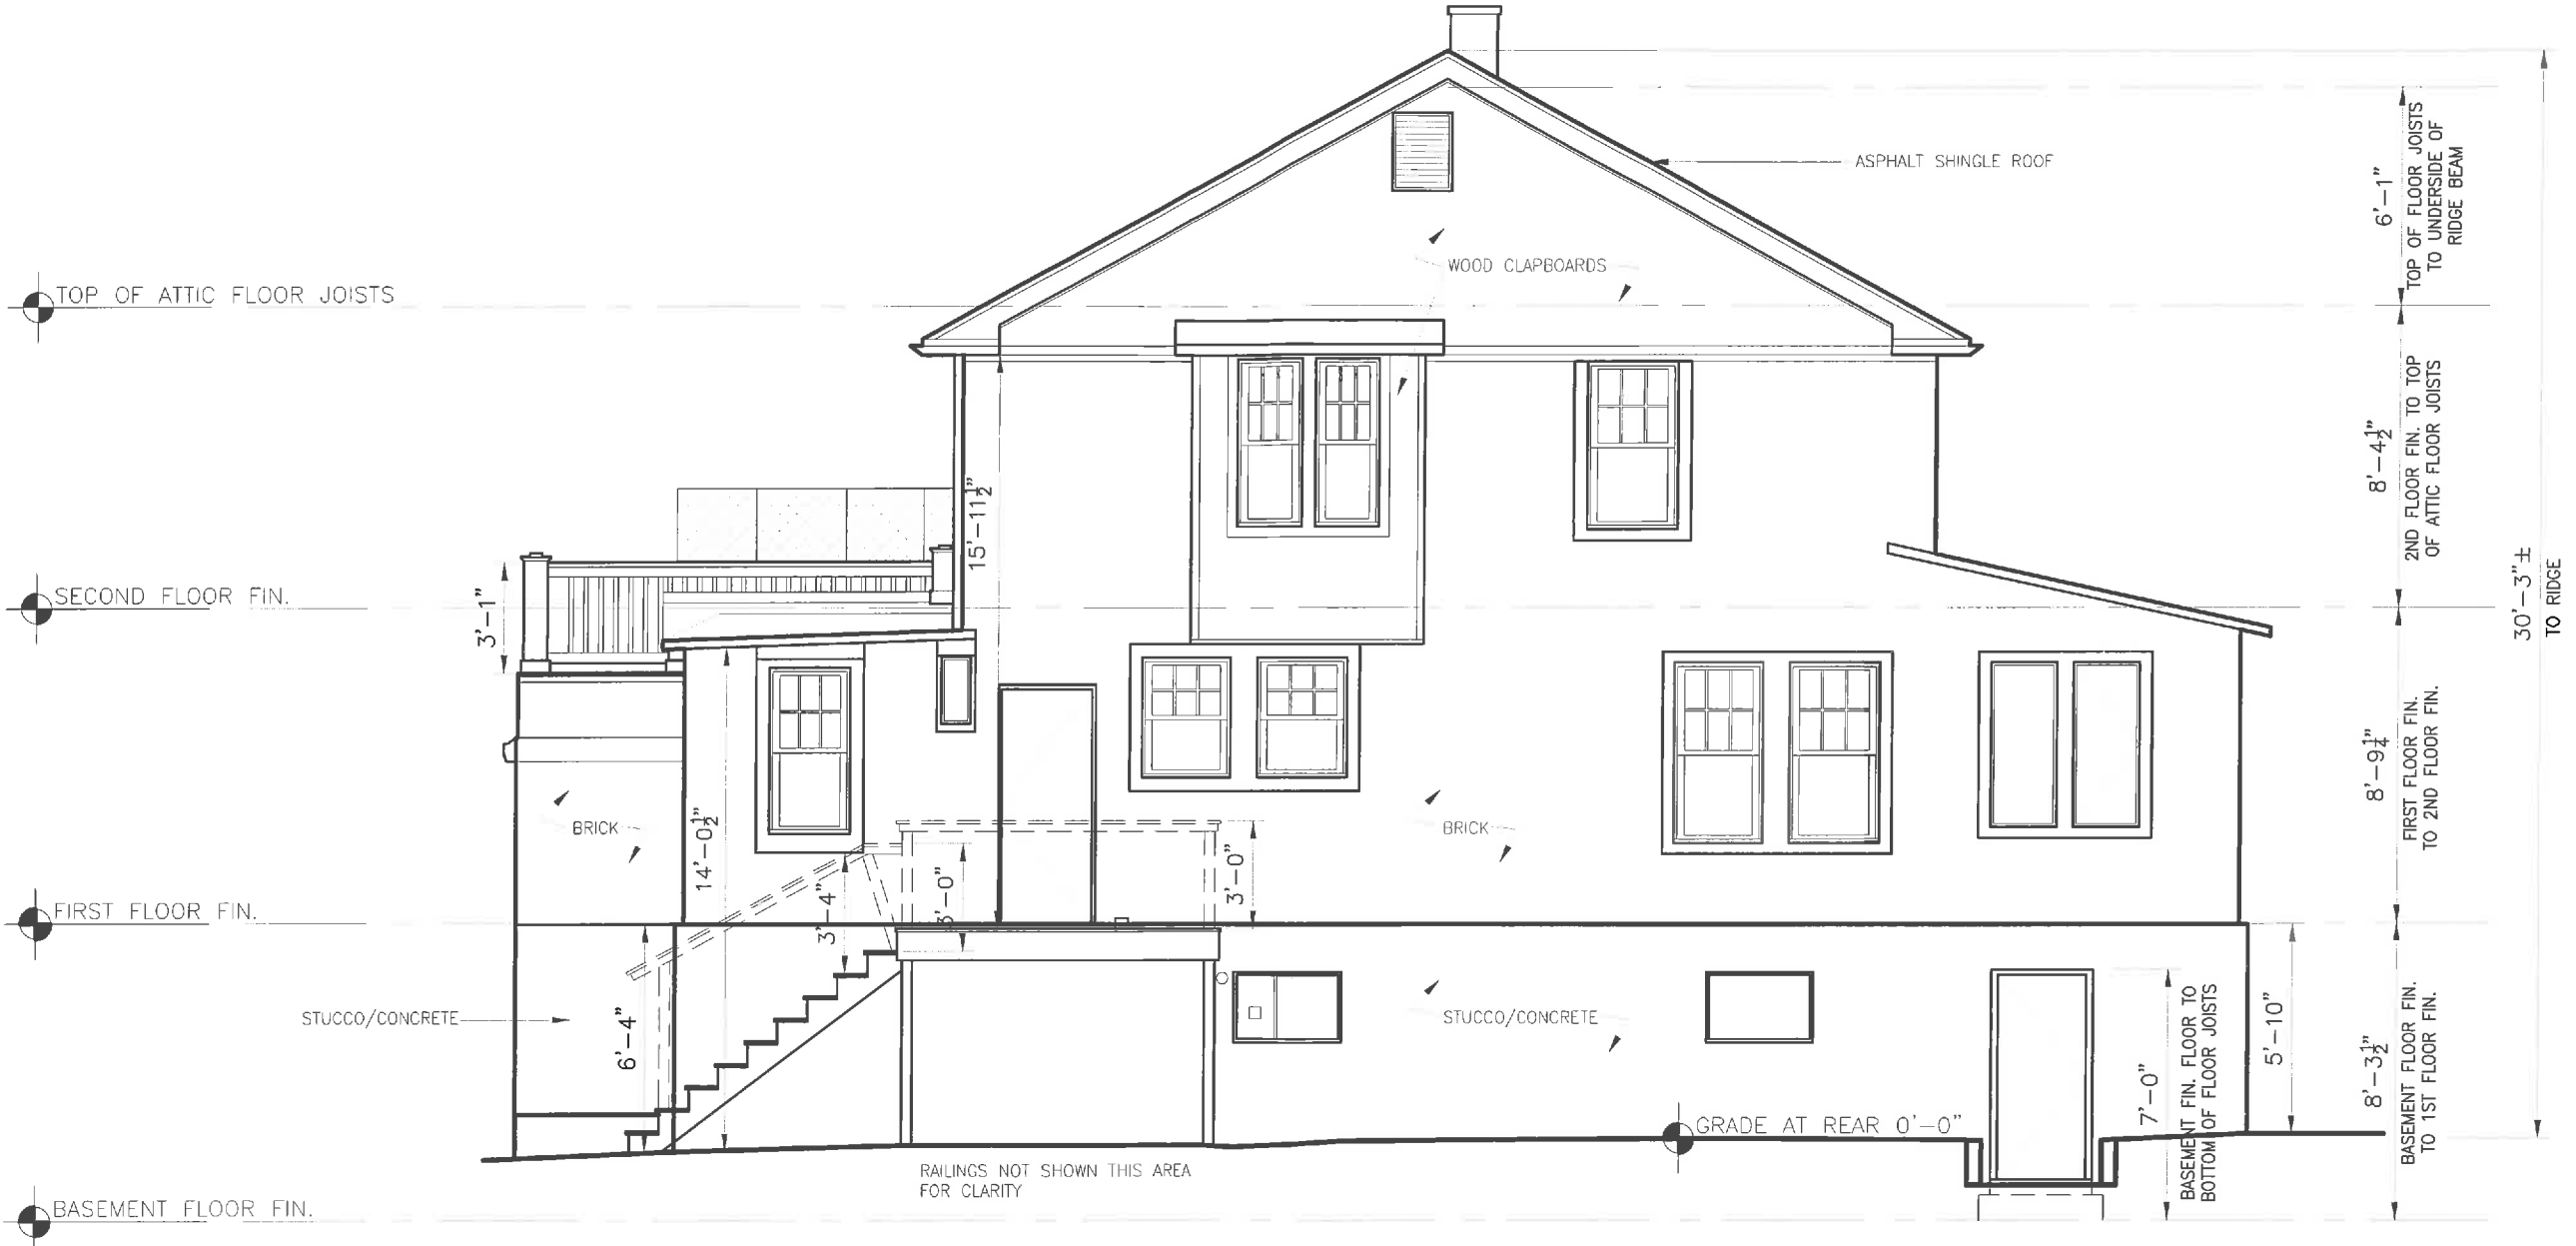 ASPHALT SHINGLE ROOF
WOOD CLAPBOARDS
TOP OF ATTIC FLOOR JOISTS
SECOND FLOOR FIN.
FIRST FLOOR FIN.
BASEMENT FLOOR FIN.
3'-1"
15'-11½"
14'-0½"
BRICK
BRICK
3'-4"
3'-0"
3'-0"
STUCCO/CONCRETE
6'-4"
STUCCO/CONCRETE
GRADE AT REAR 0'-0"
RAILINGS NOT SHOWN THIS AREA
FOR CLARITY
7'-0"
BASEMENT FIN. FLOOR TO
BOTTOM OF FLOOR JOISTS
5'-10"
6'-1"
TOP OF FLOOR JOISTS
TO UNDERSIDE OF
RIDGE BEAM
8'-4½"
2ND FLOOR FIN. TO TOP
OF ATTIC FLOOR JOISTS
8'-9¼"
FIRST FLOOR FIN.
TO 2ND FLOOR FIN.
8'-3½"
BASEMENT FLOOR FIN.
TO 1ST FLOOR FIN.
30'-3"±
TO RIDGE